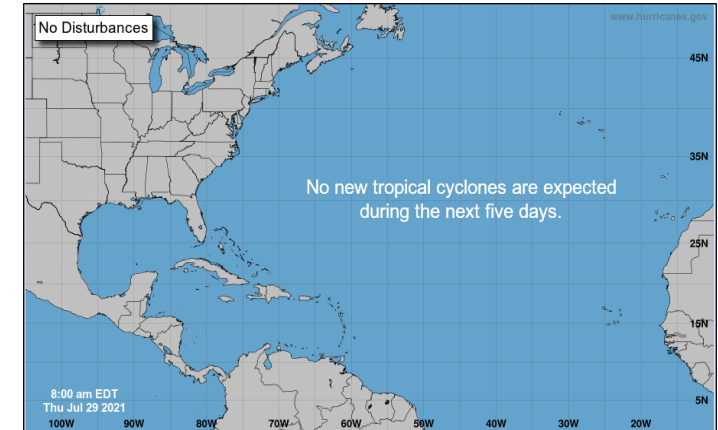 No Disturbances
www.hurricanes.gov
45N
35N
No new tropical cyclones are expected
during the next five days.
25N
15N
8:00 am EDT
Thu Jul 29 2021
5N
100W 90W 80W 70W 60W 50W 40W 30W 20W